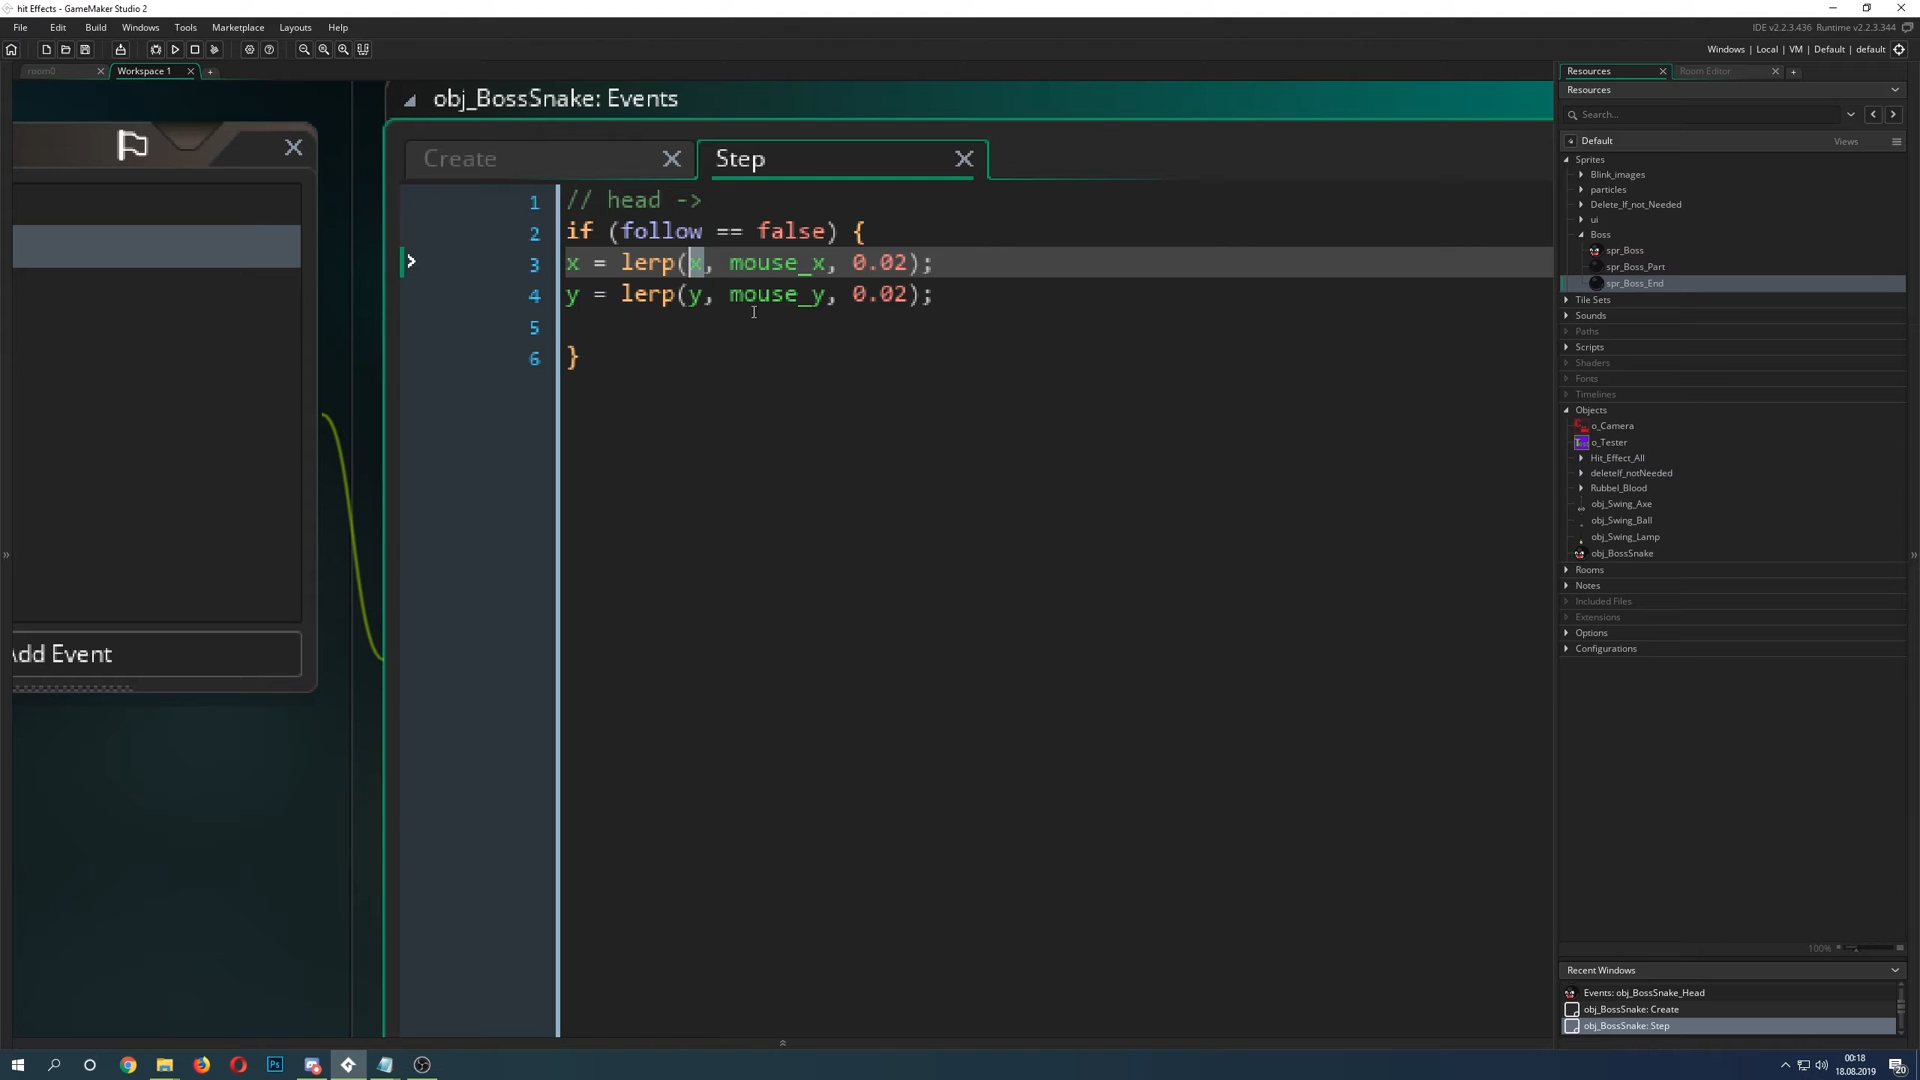 hit Effects - GameMaker Studio 2
File Edit Build Windows Tools Marketplace Layouts Help
IDE v2.2.3.436 Runtime v2.2.3.344
Windows | Local | VM | Default | default
room0
Workspace 1
Resources
Room Editor
Resources
Search...
Default
Views
obj_BossSnake: Events
Create
Step
1 // head ->
2 if (follow == false) {
3 x = lerp(x, mouse_x, 0.02);
4 y = lerp(y, mouse_y, 0.02);
5
6 }
Add Event
Sprites
Blink_images
particles
Delete_If_not_Needed
ui
Boss
spr_Boss
spr_Boss_Part
spr_Boss_End
Tile Sets
Sounds
Paths
Scripts
Shaders
Fonts
Timelines
Objects
o_Camera
o_Tester
Hit_Effect_All
deleteIf_notNeeded
Rubbel_Blood
obj_Swing_Axe
obj_Swing_Ball
obj_Swing_Lamp
obj_BossSnake
Rooms
Notes
Included Files
Extensions
Options
Configurations
100%
Recent Windows
Events: obj_BossSnake_Head
obj_BossSnake: Create
obj_BossSnake: Step
Ps
00:18
18.08.2019
20